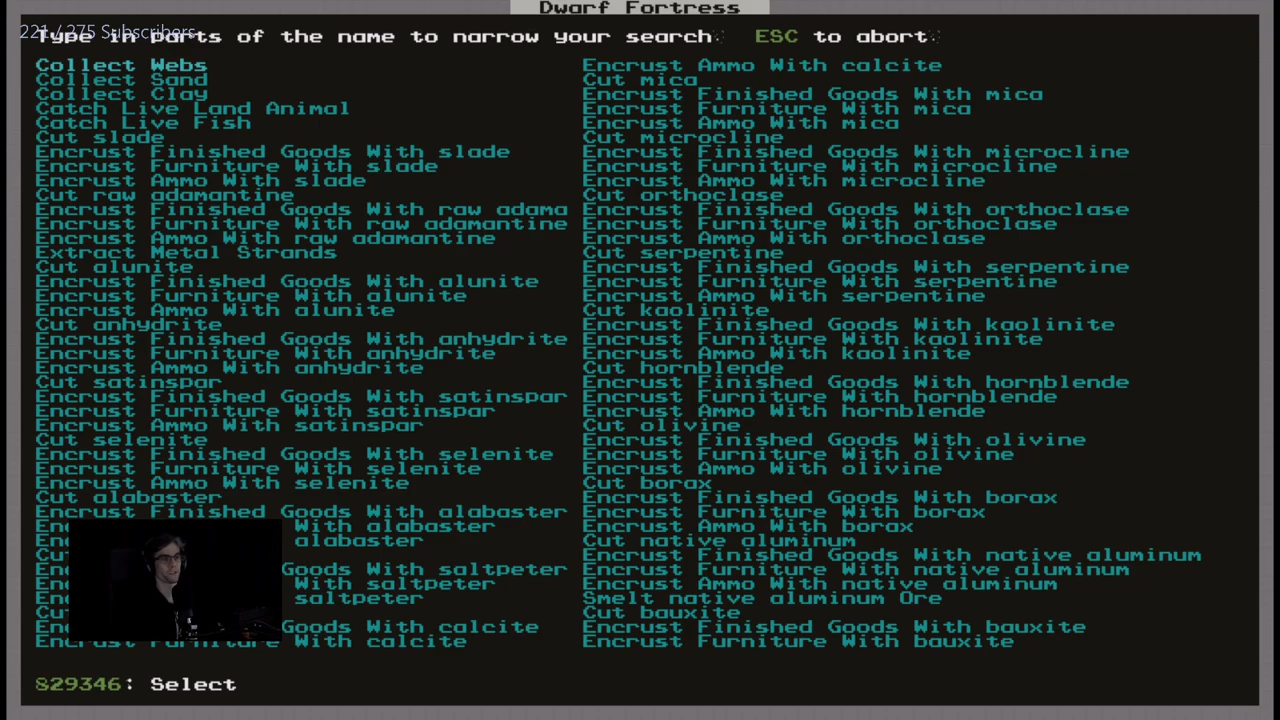 Dwarf Fortress
221 / 275 Subscribers
Type in parts of the name to narrow your search. ESC to abort.
Collect Webs
Collect Sand
Collect Clay
Catch Live Land Animal
Catch Live Fish
Cut slade
Encrust Finished Goods With slade
Encrust Furniture With slade
Encrust Ammo With slade
Cut raw adamantine
Encrust Finished Goods With raw adama
Encrust Furniture With raw adamantine
Encrust Ammo With raw adamantine
Extract Metal Strands
Cut alunite
Encrust Finished Goods With alunite
Encrust Furniture With alunite
Encrust Ammo With alunite
Cut anhydrite
Encrust Finished Goods With anhydrite
Encrust Furniture With anhydrite
Encrust Ammo With anhydrite
Cut satinspar
Encrust Finished Goods With satinspar
Encrust Furniture With satinspar
Encrust Ammo With satinspar
Cut selenite
Encrust Finished Goods With selenite
Encrust Furniture With selenite
Encrust Ammo With selenite
Cut alabaster
Encrust Finished Goods With alabaster
With alabaster
alabaster
Goods With saltpeter
With saltpeter
saltpeter
Cut
Goods With calcite
Encrust Furniture With calcite
Encrust Ammo With calcite
Cut mica
Encrust Finished Goods With mica
Encrust Furniture With mica
Encrust Ammo With mica
Cut microcline
Encrust Finished Goods With microcline
Encrust Furniture With microcline
Encrust Ammo With microcline
Cut orthoclase
Encrust Finished Goods With orthoclase
Encrust Furniture With orthoclase
Encrust Ammo With orthoclase
Cut serpentine
Encrust Finished Goods With serpentine
Encrust Furniture With serpentine
Encrust Ammo With serpentine
Cut kaolinite
Encrust Finished Goods With kaolinite
Encrust Furniture With kaolinite
Encrust Ammo With kaolinite
Cut hornblende
Encrust Finished Goods With hornblende
Encrust Furniture With hornblende
Encrust Ammo With hornblende
Cut olivine
Encrust Finished Goods With olivine
Encrust Furniture With olivine
Encrust Ammo With olivine
Cut borax
Encrust Finished Goods With borax
Encrust Furniture With borax
Encrust Ammo With borax
Cut native aluminum
Encrust Finished Goods With native aluminum
Encrust Furniture With native aluminum
Encrust Ammo With native aluminum
Smelt native aluminum Ore
Cut bauxite
Encrust Finished Goods With bauxite
Encrust Furniture With bauxite
829346: Select